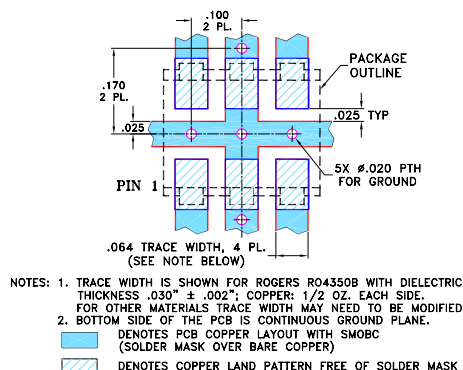 .100
2 PL.
PACKAGE
OUTLINE
.170
2 PL.
.025 TYP
.025
5X ø.020 PTH
FOR GROUND
PIN 1
.064 TRACE WIDTH, 4 PL.
(SEE NOTE BELOW)
NOTES: 1. TRACE WIDTH IS SHOWN FOR ROGERS RO4350B WITH DIELECTRIC
THICKNESS .030" ± .002"; COPPER: 1/2 OZ. EACH SIDE.
FOR OTHER MATERIALS TRACE WIDTH MAY NEED TO BE MODIFIED
2. BOTTOM SIDE OF THE PCB IS CONTINUOUS GROUND PLANE.
DENOTES PCB COPPER LAYOUT WITH SMOBC
(SOLDER MASK OVER BARE COPPER)
DENOTES COPPER LAND PATTERN FREE OF SOLDER MASK